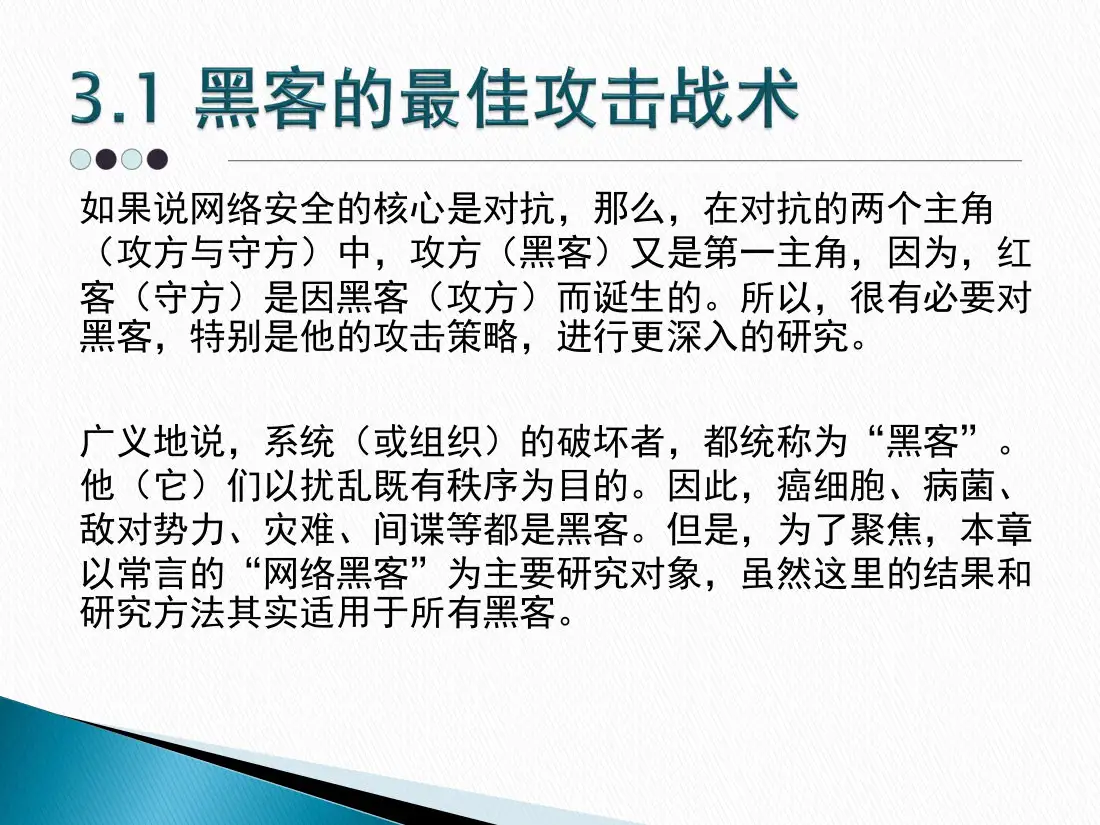 3.1 黑客的最佳攻击战术
如果说网络安全的核心是对抗，那么，在对抗的两个主角
（攻方与守方）中，攻方（黑客）又是第一主角，因为，红
客（守方）是因黑客（攻方）而诞生的。所以，很有必要对
黑客，特别是他的攻击策略，进行更深入的研究。
广义地说，系统（或组织）的破坏者，都统称为“黑客”。
他（它）们以扰乱既有秩序为目的。因此，癌细胞、病菌、
敌对势力、灾难、间谍等都是黑客。但是，为了聚焦，本章
以常言的“网络黑客”为主要研究对象，虽然这里的结果和
研究方法其实适用于所有黑客。